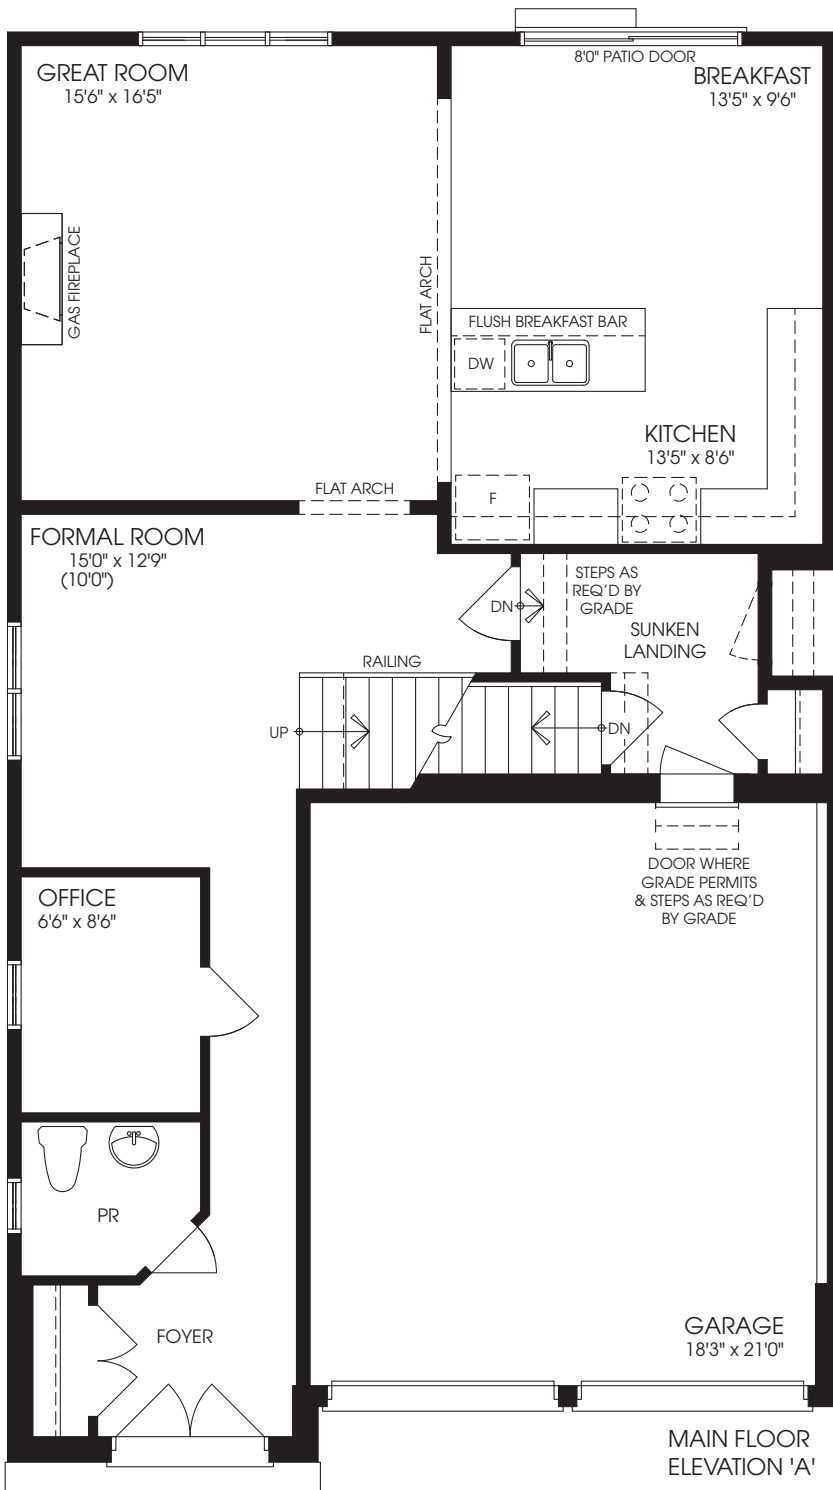 8'0" PATIO DOOR
GREAT ROOM
15'6" x 16'5"
BREAKFAST
13'5" x 9'6"
GAS FIREPLACE
FLAT ARCH
FLUSH BREAKFAST BAR
DW
KITCHEN
13'5" x 8'6"
F
FLAT ARCH
FORMAL ROOM
15'0" x 12'9"
(10'0")
STEPS AS
REQ'D BY
GRADE
DN
SUNKEN
LANDING
RAILING
UP
DN
DOOR WHERE
GRADE PERMITS
& STEPS AS REQ'D
BY GRADE
OFFICE
6'6" x 8'6"
PR
FOYER
GARAGE
18'3" x 21'0"
MAIN FLOOR
ELEVATION 'A'